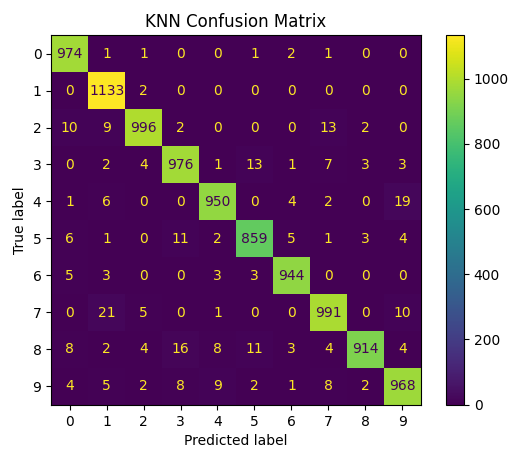 KNN Confusion Matrix
0 974 1 1 0 0 1 2 1 0 0
1 0 1133 2 0 0 0 0 0 0 0
2 10 9 996 2 0 0 0 13 2 0
3 0 2 4 976 1 13 1 7 3 3
4 1 6 0 0 950 0 4 2 0 19
5 6 1 0 11 2 859 5 1 3 4
6 5 3 0 0 3 3 944 0 0 0
7 0 21 5 0 1 0 0 991 0 10
8 8 2 4 16 8 11 3 4 914 4
9 4 5 2 8 9 2 1 8 2 968
0 1 2 3 4 5 6 7 8 9
Predicted label
True label
1000
800
600
400
200
0